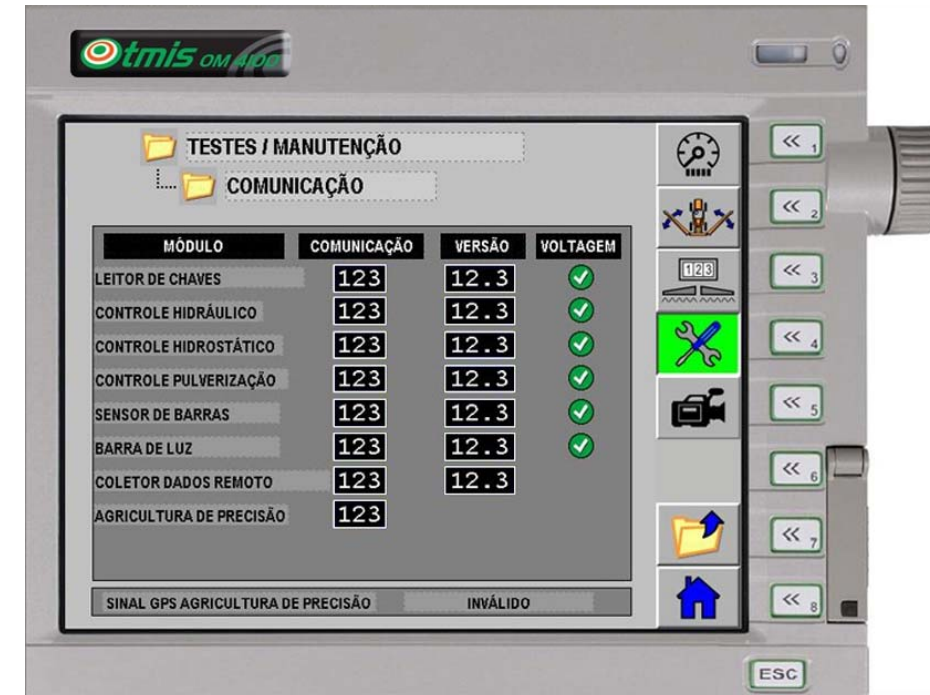 Otmis OM 4100
TESTES / MANUTENÇÃO
COMUNICAÇÃO
MÓDULO COMUNICAÇÃO VERSÃO VOLTAGEM
LEITOR DE CHAVES 123 12.3
CONTROLE HIDRÁULICO 123 12.3
CONTROLE HIDROSTÁTICO 123 12.3
CONTROLE PULVERIZAÇÃO 123 12.3
SENSOR DE BARRAS 123 12.3
BARRA DE LUZ 123 12.3
COLETOR DADOS REMOTO 123 12.3
AGRICULTURA DE PRECISÃO 123
SINAL GPS AGRICULTURA DE PRECISÃO INVÁLIDO
123
<< 1
<< 2
<< 3
<< 4
<< 5
<< 6
<< 7
<< 8
ESC